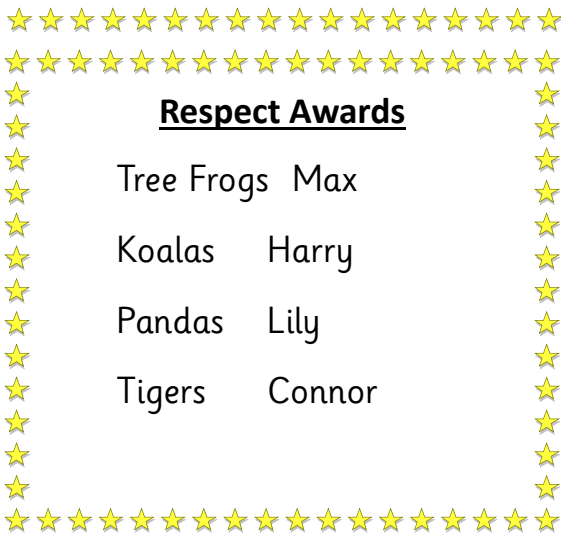 Respect Awards
Tree Frogs Max
Koalas Harry
Pandas Lily
Tigers Connor